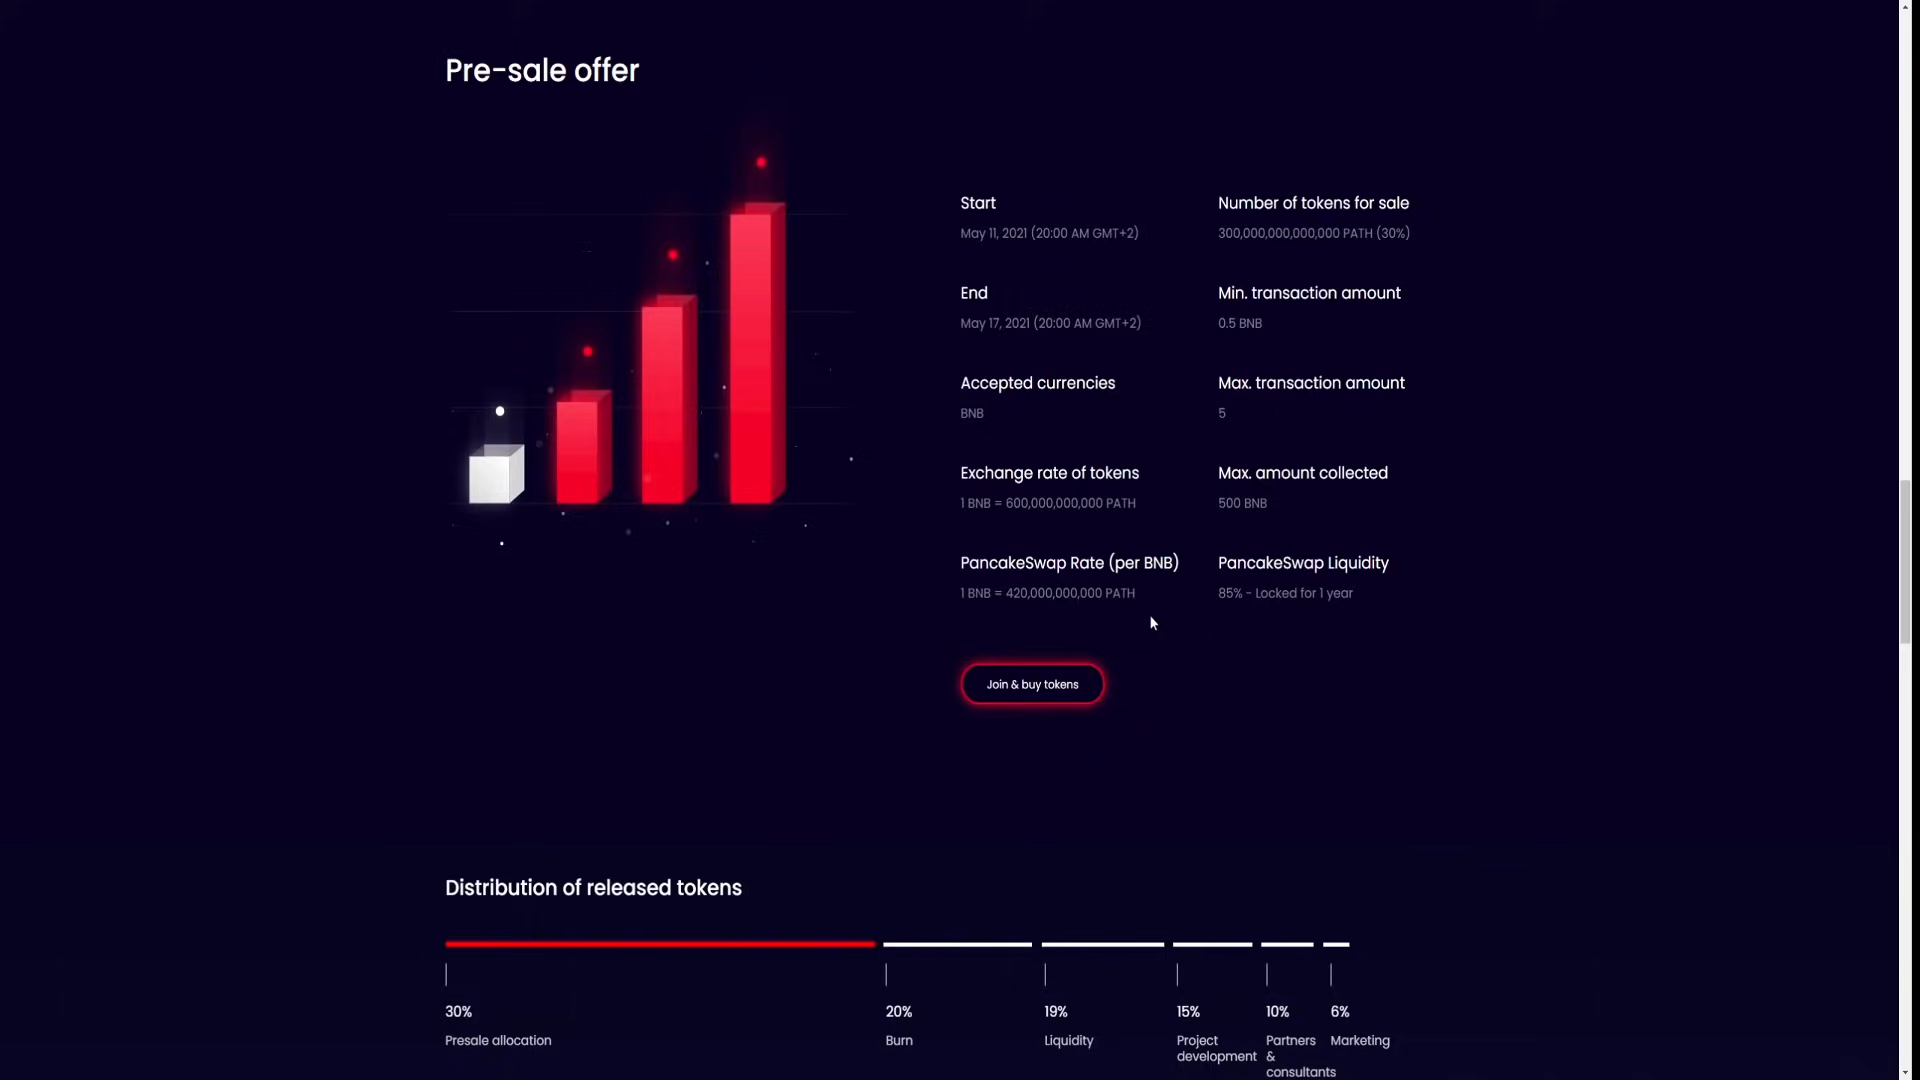 Pre-sale offer
Start
May 11, 2021 (20:00 AM GMT+2)
Number of tokens for sale
300,000,000,000,000 PATH (30%)
End
May 17, 2021 (20:00 AM GMT+2)
Min. transaction amount
0.5 BNB
Accepted currencies
BNB
Max. transaction amount
5
Exchange rate of tokens
1 BNB = 600,000,000,000 PATH
Max. amount collected
500 BNB
PancakeSwap Rate (per BNB)
1 BNB = 420,000,000,000 PATH
PancakeSwap Liquidity
85% - Locked for 1 year
Join & buy tokens
Distribution of released tokens
30%
Presale allocation
20%
Burn
19%
Liquidity
15%
Project
development
10%
Partners
&
consultants
6%
Marketing